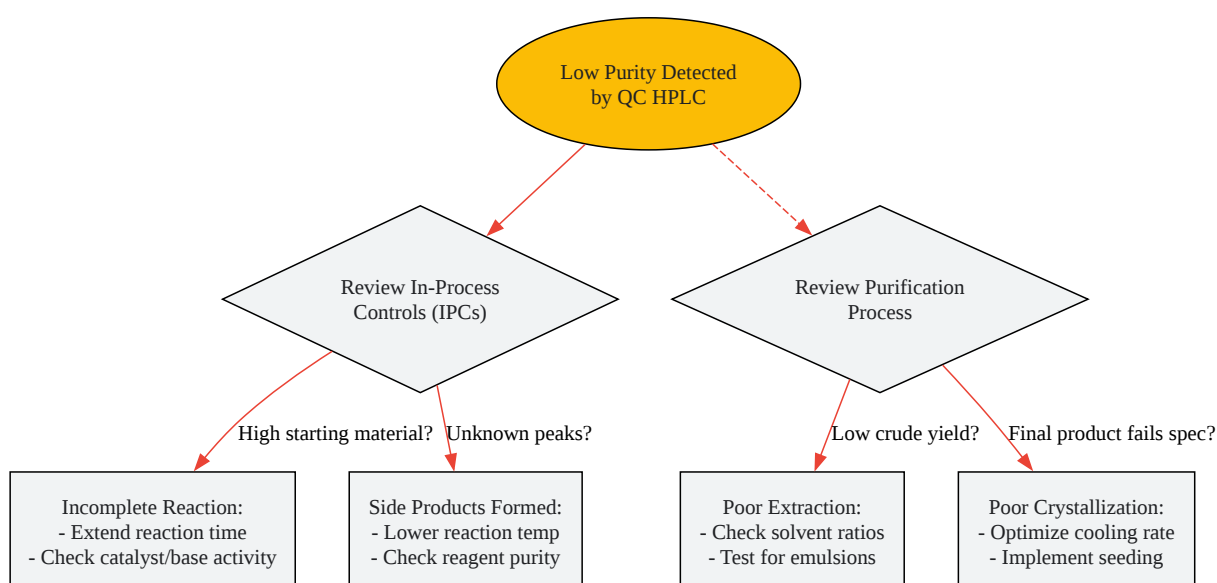 Low Purity Detected
by QC HPLC
Review In-Process
Controls (IPCs)
Review Purification
Process
High starting material?
Unknown peaks?
Low crude yield?
Final product fails spec?
Incomplete Reaction:
- Extend reaction time
- Check catalyst/base activity
Side Products Formed:
- Lower reaction temp
- Check reagent purity
Poor Extraction:
- Check solvent ratios
- Test for emulsions
Poor Crystallization:
- Optimize cooling rate
- Implement seeding